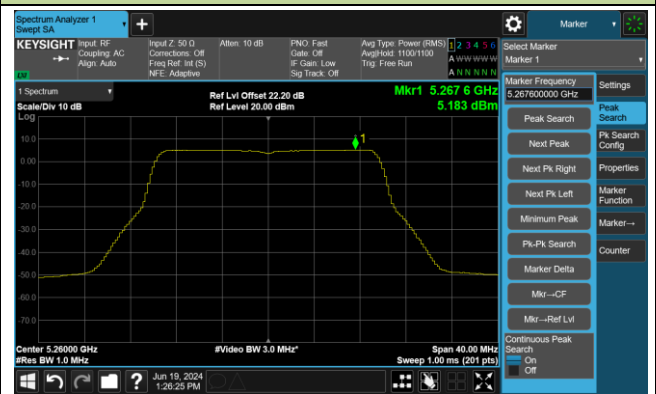 Spectrum Analyzer 1
Swept SA
Marker
KEYSIGHT
Input: RF
Coupling: AC
Align: Auto
Input Z: 50 Ω
Corrections: Off
Freq Ref: Int (S)
NFE: Adaptive
Atten: 10 dB
PNO: Fast
Gate: Off
IF Gain: Low
Sig Track: Off
Avg Type: Power (RMS)
Avg|Hold: 1100/1100
Trig: Free Run
1 2 3 4 5 6
A W W W W W
A N N N N N
LXI
Select Marker
Marker 1
1 Spectrum
Scale/Div 10 dB
Log
Ref Lvl Offset 22.20 dB
Ref Level 20.00 dBm
Mkr1 5.267 6 GHz
5.183 dBm
10.0
0.00
-10.0
-20.0
-30.0
-40.0
-50.0
-60.0
-70.0
1
Center 5.26000 GHz
#Res BW 1.0 MHz
#Video BW 3.0 MHz*
Span 40.00 MHz
Sweep 1.00 ms (201 pts)
Marker Frequency
5.267600000 GHz
Peak Search
Next Peak
Next Pk Right
Next Pk Left
Minimum Peak
Pk-Pk Search
Marker Delta
Mkr→CF
Mkr→Ref Lvl
Continuous Peak
Search
On
Off
Settings
Peak
Search
Pk Search
Config
Properties
Marker
Function
Marker→
Counter
Jun 19, 2024
1:26:25 PM